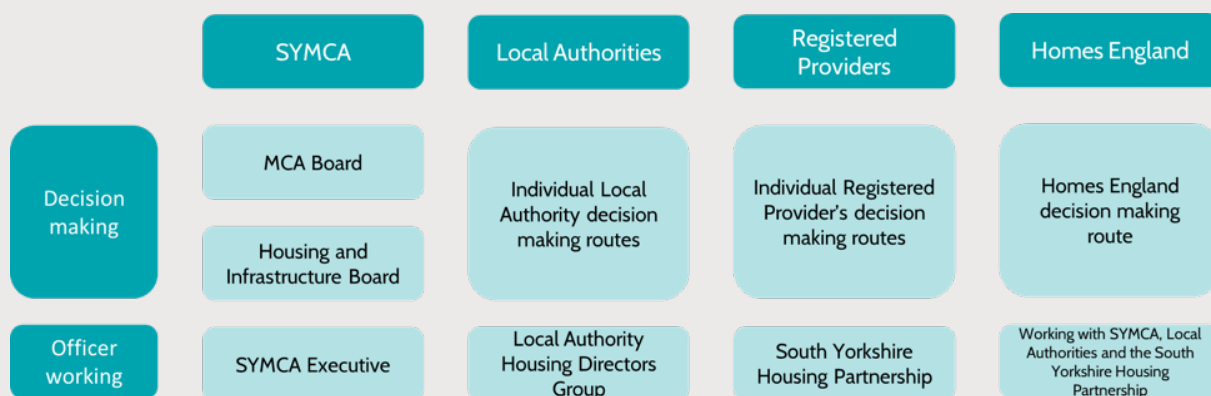 SYMCA
Local Authorities
Registered
Providers
Homes England
Decision
making
MCA Board
Housing and
Infrastructure Board
Individual Local
Authority decision
making routes
Individual Registered
Provider's decision
making routes
Homes England
decision making
route
Officer
working
SYMCA Executive
Local Authority
Housing Directors
Group
South Yorkshire
Housing Partnership
Working with SYMCA, Local
Authorities and the South
Yorkshire Housing
Partnership